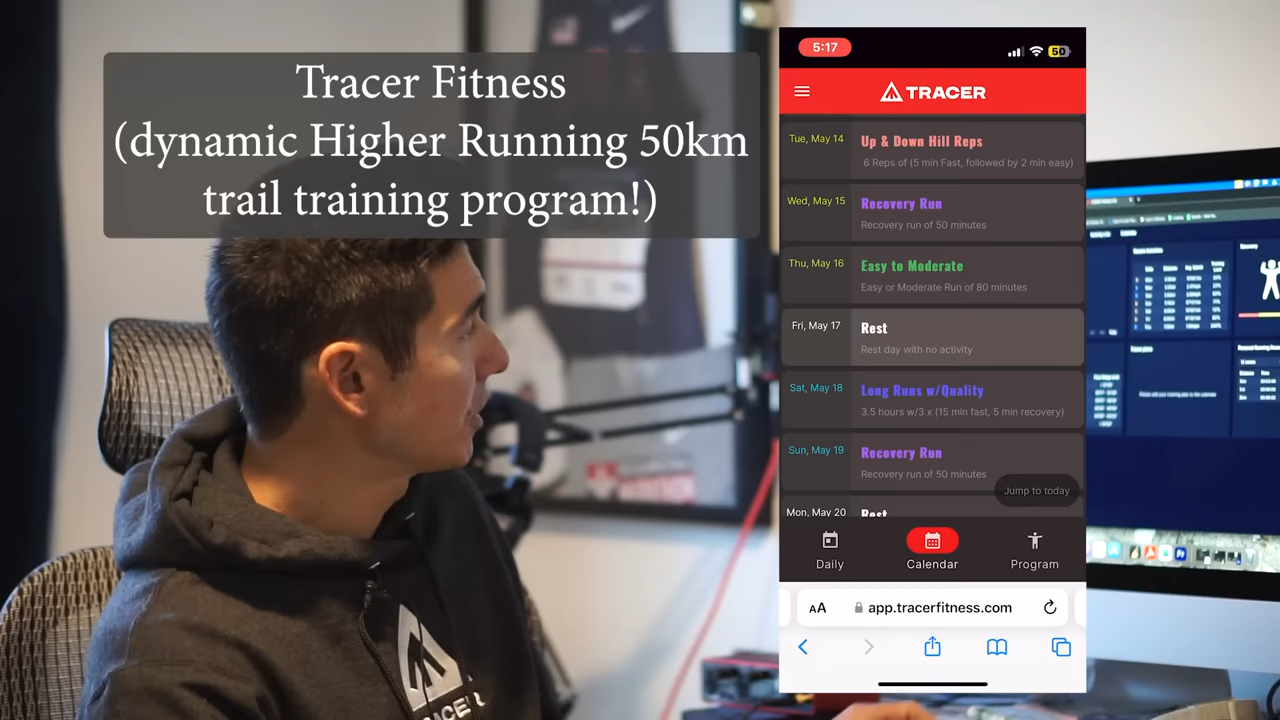 Tracer Fitness
(dynamic Higher Running 50km
trail training program!)
5:17
50
TRACER
Tue, May 14
Up & Down Hill Reps
6 Reps of (5 min Fast, followed by 2 min easy)
Wed, May 15
Recovery Run
Recovery run of 50 minutes
Thu, May 16
Easy to Moderate
Easy or Moderate Run of 80 minutes
Fri, May 17
Rest
Rest day with no activity
Sat, May 18
Long Runs w/Quality
3.5 hours w/3 x (15 min fast, 5 min recovery)
Sun, May 19
Recovery Run
Recovery run of 50 minutes
Jump to today
Mon, May 20
Rest
Daily
Calendar
Program
AA
app.tracerfitness.com
TRACER